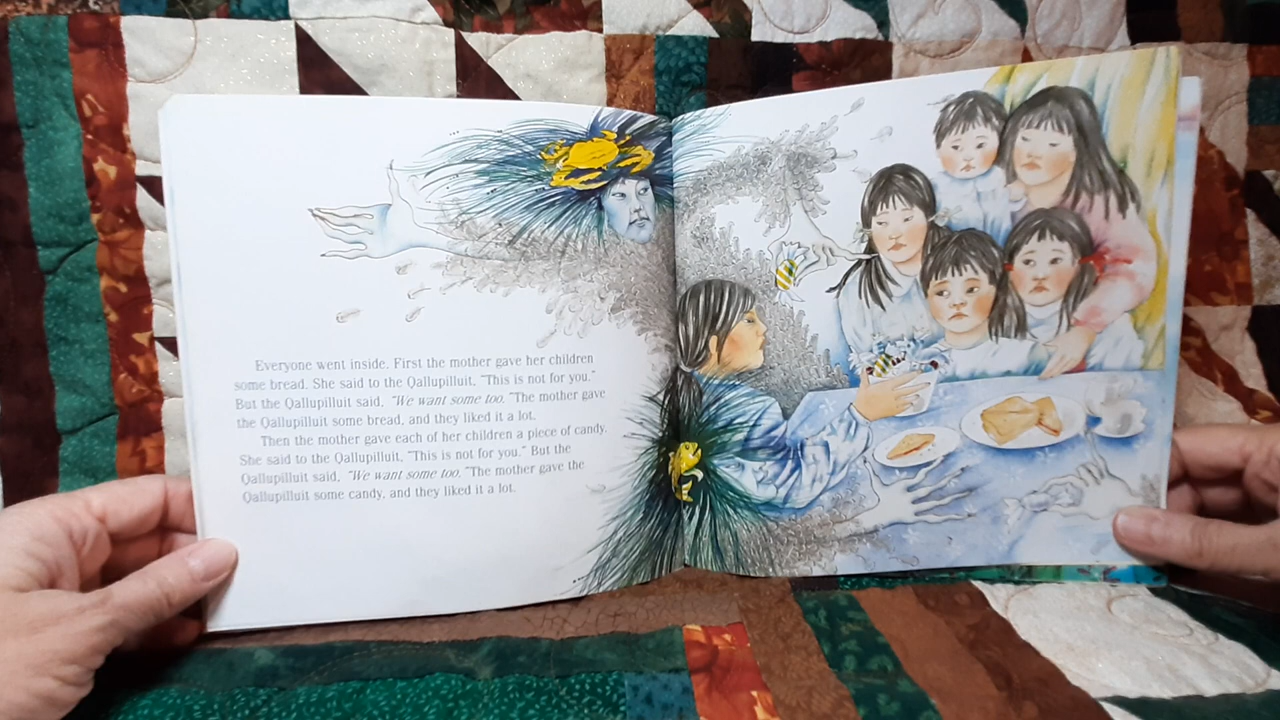 Everyone went inside. First the mother gave her children
some bread. She said to the Qallupilluit, "This is not for you."
But the Qallupilluit said, "We want some too." The mother gave
the Qallupilluit some bread, and they liked it a lot.
Then the mother gave each of her children a piece of candy.
She said to the Qallupilluit, "This is not for you." But the
Qallupilluit said, "We want some too." The mother gave the
Qallupilluit some candy, and they liked it a lot.